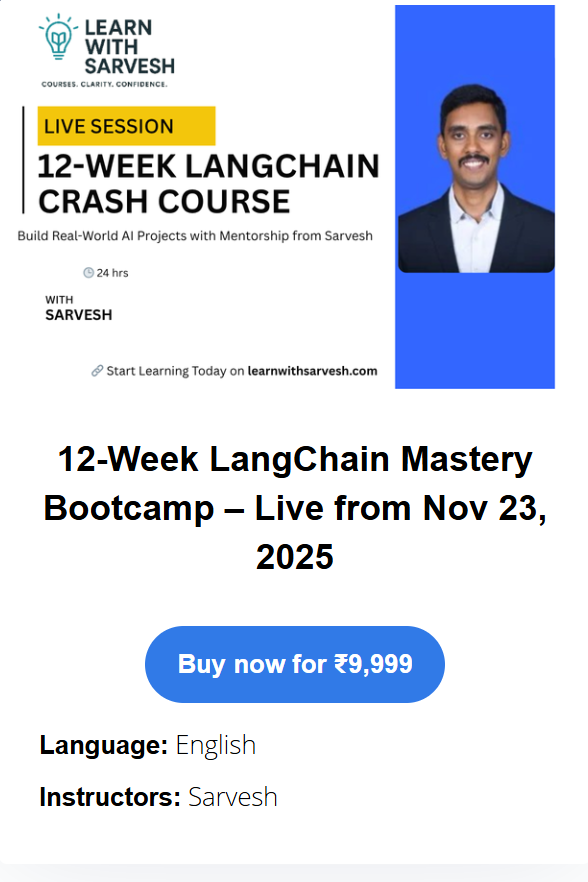 LEARN
WITH
SARVESH
COURSES. CLARITY. CONFIDENCE.
LIVE SESSION
12-WEEK LANGCHAIN
CRASH COURSE
Build Real-World AI Projects with Mentorship from Sarvesh
24 hrs
WITH
SARVESH
Start Learning Today on learnwithsarvesh.com
12-Week LangChain Mastery
Bootcamp – Live from Nov 23,
2025
Buy now for ₹9,999
Language: English
Instructors: Sarvesh